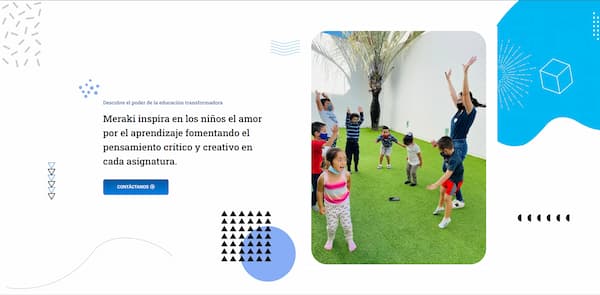 Descubre el poder de la educación transformadora
Meraki inspira en los niños el amor
por el aprendizaje fomentando el
pensamiento crítico y creativo en
cada asignatura.
CONTÁCTANOS